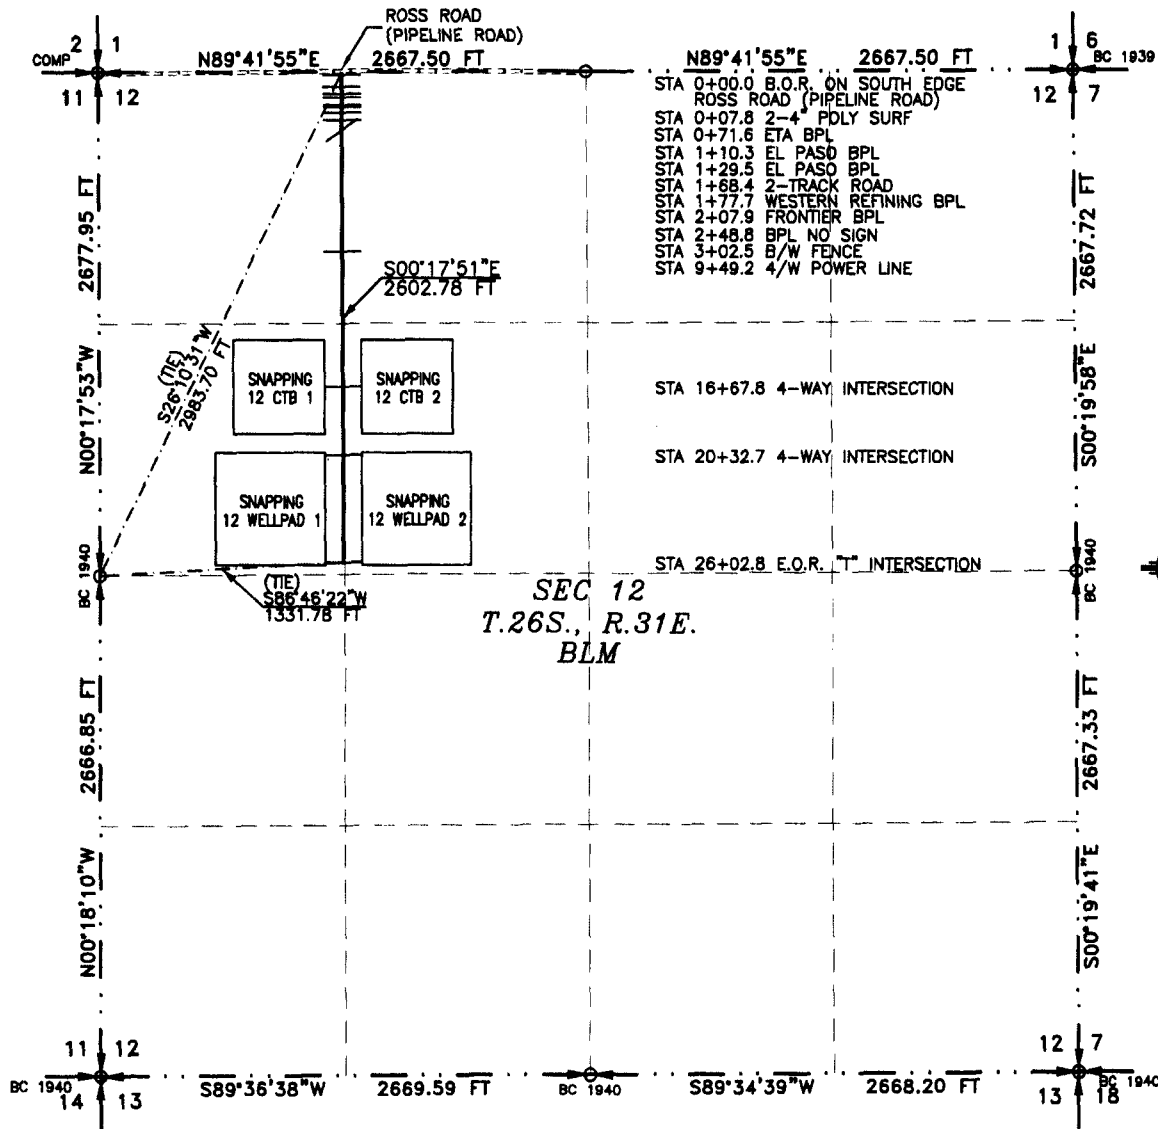 ROSS ROAD
(PIPELINE ROAD)
2 1
COMP
11 12
N89°41'55"E 2667.50 FT
N89°41'55"E 2667.50 FT
1 6
BC 1939
12 7
STA 0+00.0 B.O.R. ON SOUTH EDGE
ROSS ROAD (PIPELINE ROAD)
STA 0+07.8 2-4" POLY SURF
STA 0+71.6 ETA BPL
STA 1+10.3 EL PASO BPL
STA 1+29.5 EL PASO BPL
STA 1+68.4 2-TRACK ROAD
STA 1+77.7 WESTERN REFINING BPL
STA 2+07.9 FRONTIER BPL
STA 2+48.8 BPL NO SIGN
STA 3+02.5 B/W FENCE
STA 9+49.2 4/W POWER LINE
2677.95 FT
N00°17'53"W
2667.72 FT
S00°19'58"E
S00°17'51"E
2602.78 FT
(TIE)
S26°10'31"W
2983.70 FT
SNAPPING
12 CTB 1
SNAPPING
12 CTB 2
STA 16+67.8 4-WAY INTERSECTION
STA 20+32.7 4-WAY INTERSECTION
SNAPPING
12 WELLPAD 1
SNAPPING
12 WELLPAD 2
STA 26+02.8 E.O.R. "T" INTERSECTION
BC 1940
BC 1940
(TIE)
S86°46'22"W
1331.78 FT
SEC 12
T.26S., R.31E.
BLM
2666.85 FT
N00°18'10"W
2667.33 FT
S00°19'41"E
11 12
BC 1940
14 13
S89°36'38"W 2669.59 FT
BC 1940
S89°34'39"W 2668.20 FT
12 7
BC 1940
13 18